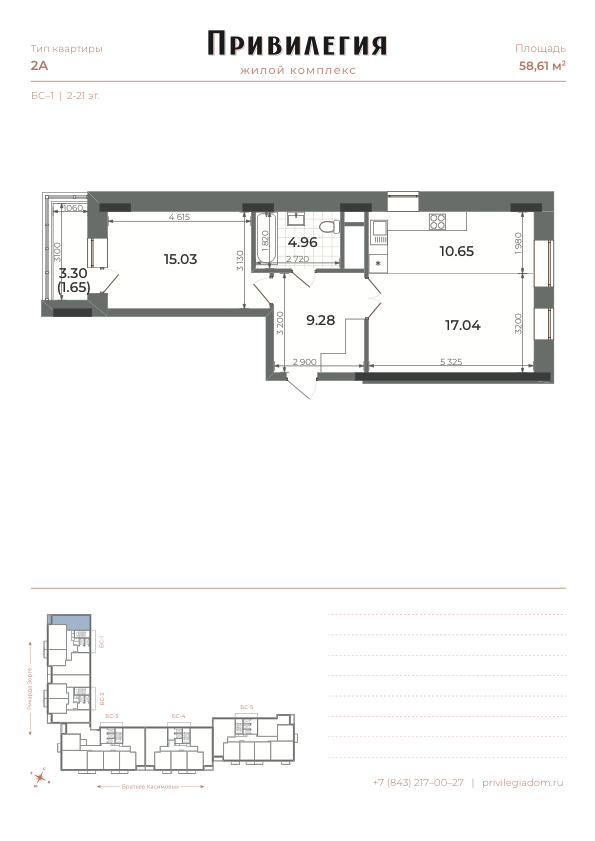 Тип квартиры
2А
ПРИВИЛЕГИЯ
жилой комплекс
Площадь
58,61 м²
БС–1 | 2-21 эт.
1060
4 615
3100
3.30
(1.65)
15.03
3 130
1 820
4.96
2 720
10.65
1 980
3 200
9.28
17.04
3200
2 900
5 325
БС-1
БС-2
БС-3
БС-4
БС-5
Рихарда Зорге
Братьев Касимовых
+7 (843) 217–00–27 | privilegiadom.ru